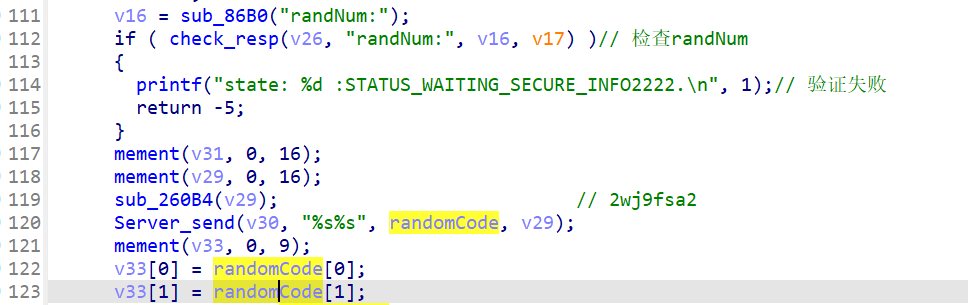 111 v16 = sub_86B0("randNum:");
112 if ( check_resp(v26, "randNum:", v16, v17) )// 检查randNum
113 {
114 printf("state: %d :STATUS_WAITING_SECURE_INFO2222.\n", 1);// 验证失败
115 return -5;
116 }
117 mement(v31, 0, 16);
118 mement(v29, 0, 16);
119 sub_260B4(v29); // 2wj9fsa2
120 Server_send(v30, "%s%s", randomCode, v29);
121 mement(v33, 0, 9);
122 v33[0] = randomCode[0];
123 v33[1] = randomCode[1];